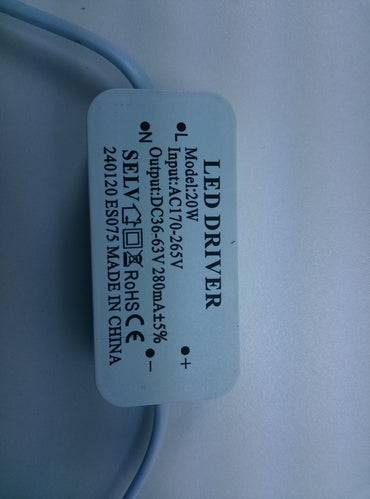 LED DRIVER
Model:20W
L Input:AC170-265V +
Output:DC36-63V 280mA±5%
N SELV RoHS CE −
240120 ES075 MADE IN CHINA